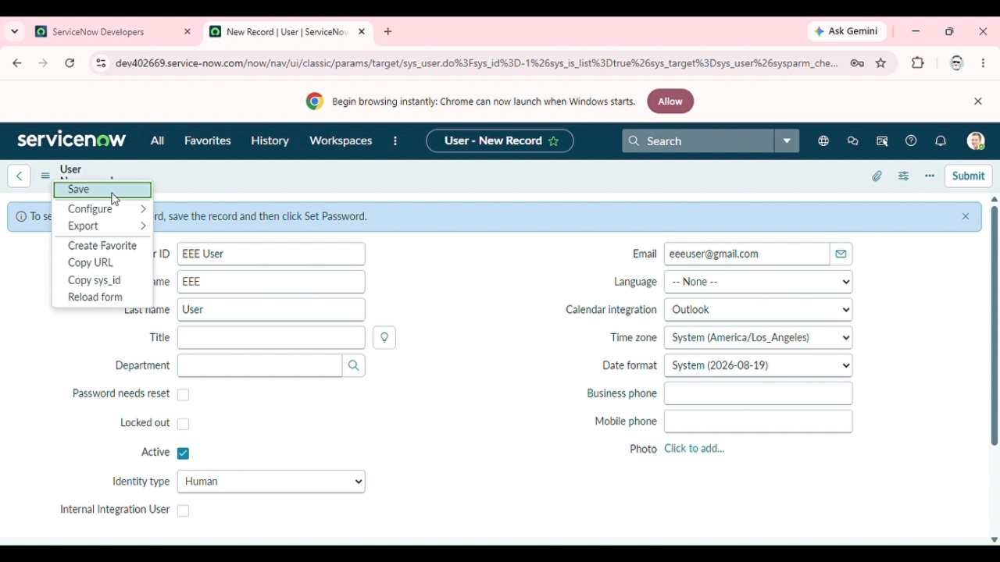 ServiceNow Developers
New Record | User | ServiceNow
Ask Gemini
dev402669.service-now.com/now/nav/ui/classic/params/target/sys_user.do%3Fsys_id%3D-1%26sys_is_list%3Dtrue%26sys_target%3Dsys_user%26sysparm_che...
Begin browsing instantly: Chrome can now launch when Windows starts.
Allow
servicenow
All
Favorites
History
Workspaces
User - New Record
Search
User
Submit
Save
Configure
Export
Create Favorite
Copy URL
Copy sys_id
Reload form
To se
rd, save the record and then click Set Password.
r ID
EEE User
ame
EEE
Last name
User
Title
Department
Password needs reset
Locked out
Active
Identity type
Human
Internal Integration User
Email
eeeuser@gmail.com
Language
-- None --
Calendar integration
Outlook
Time zone
System (America/Los_Angeles)
Date format
System (2026-08-19)
Business phone
Mobile phone
Photo
Click to add...